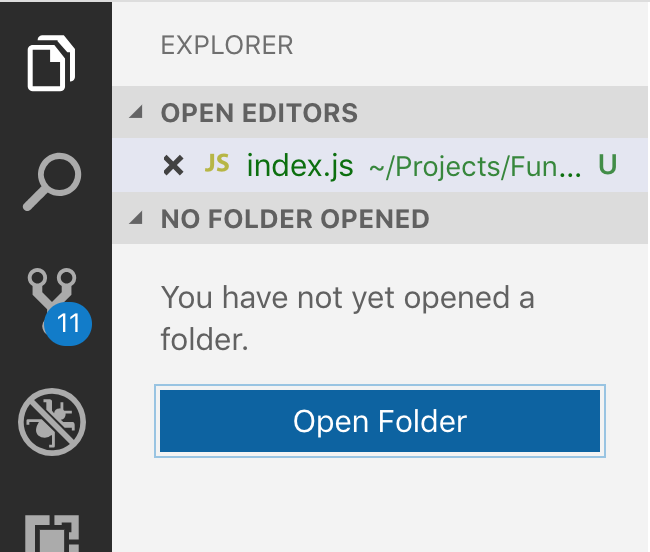 EXPLORER
OPEN EDITORS
JS index.js ~/Projects/Fun... U
NO FOLDER OPENED
11
You have not yet opened a
folder.
Open Folder